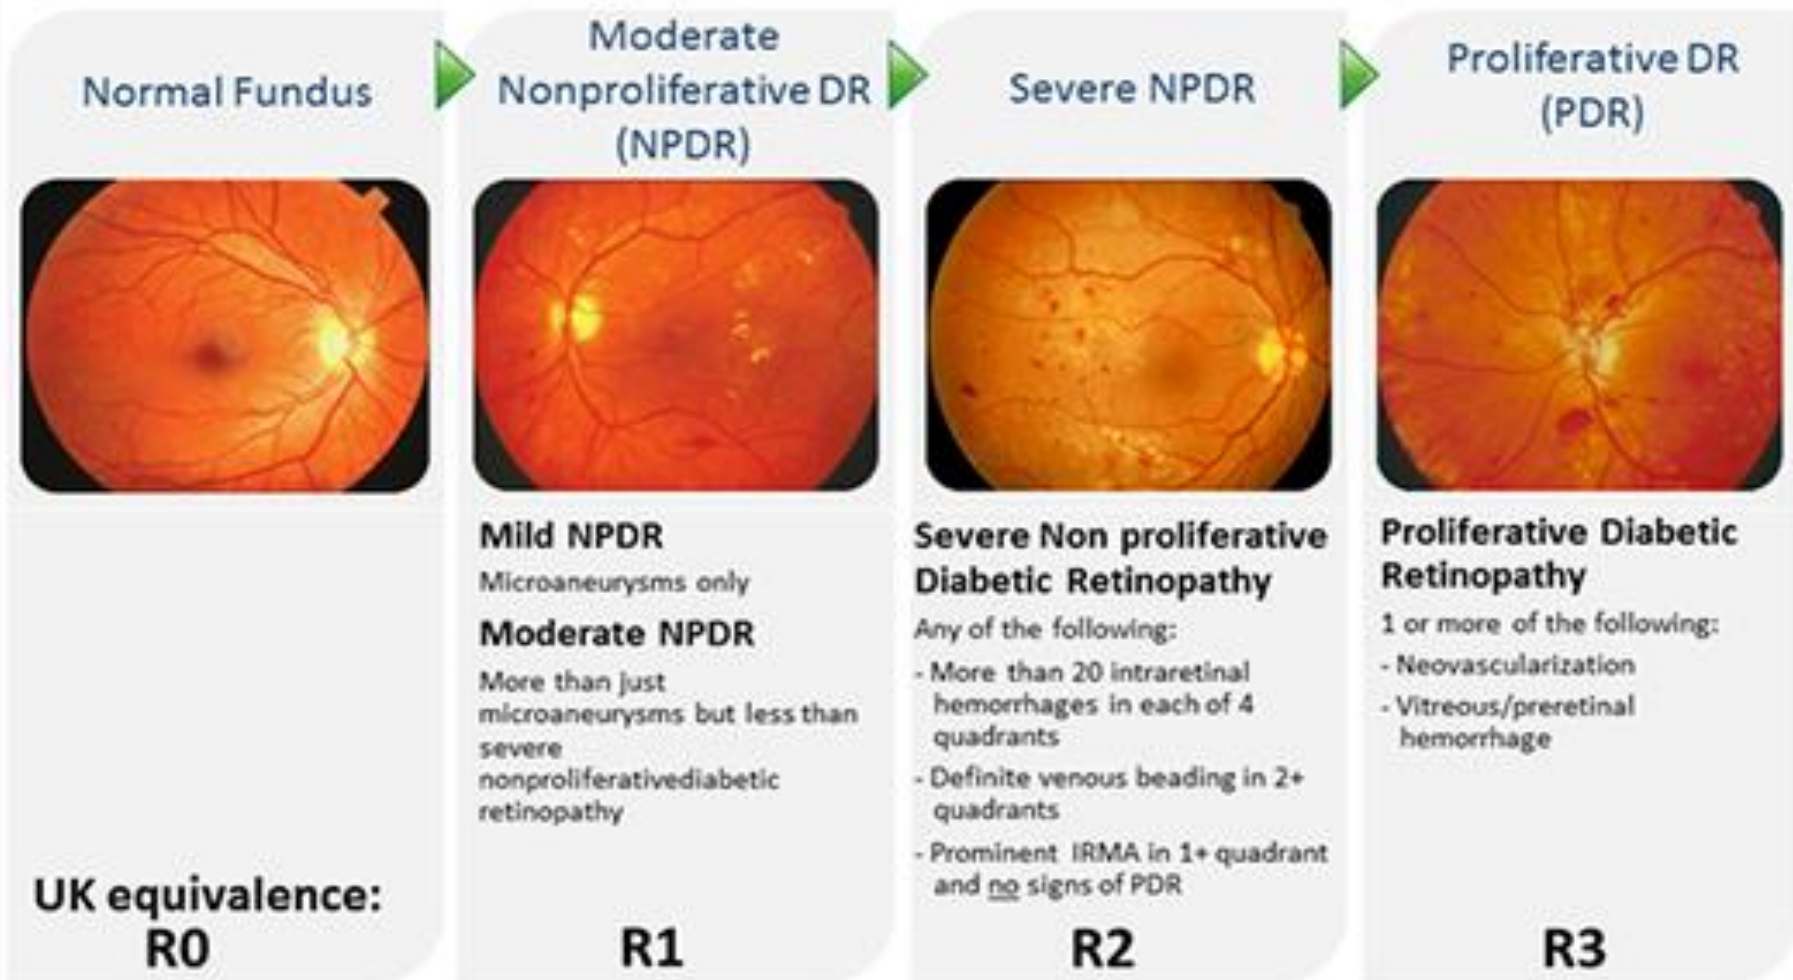 Normal Fundus
Moderate
Nonproliferative DR
(NPDR)
Severe NPDR
Proliferative DR
(PDR)
Mild NPDR
Microaneurysms only
Moderate NPDR
More than just
microaneurysms but less than
severe
nonproliferativediabetic
retinopathy
Severe Non proliferative
Diabetic Retinopathy
Any of the following:
- More than 20 intraretinal
hemorrhages in each of 4
quadrants
- Definite venous beading in 2+
quadrants
- Prominent IRMA in 1+ quadrant
and no signs of PDR
Proliferative Diabetic
Retinopathy
1 or more of the following:
- Neovascularization
- Vitreous/preretinal
hemorrhage
UK equivalence:
R0
R1
R2
R3